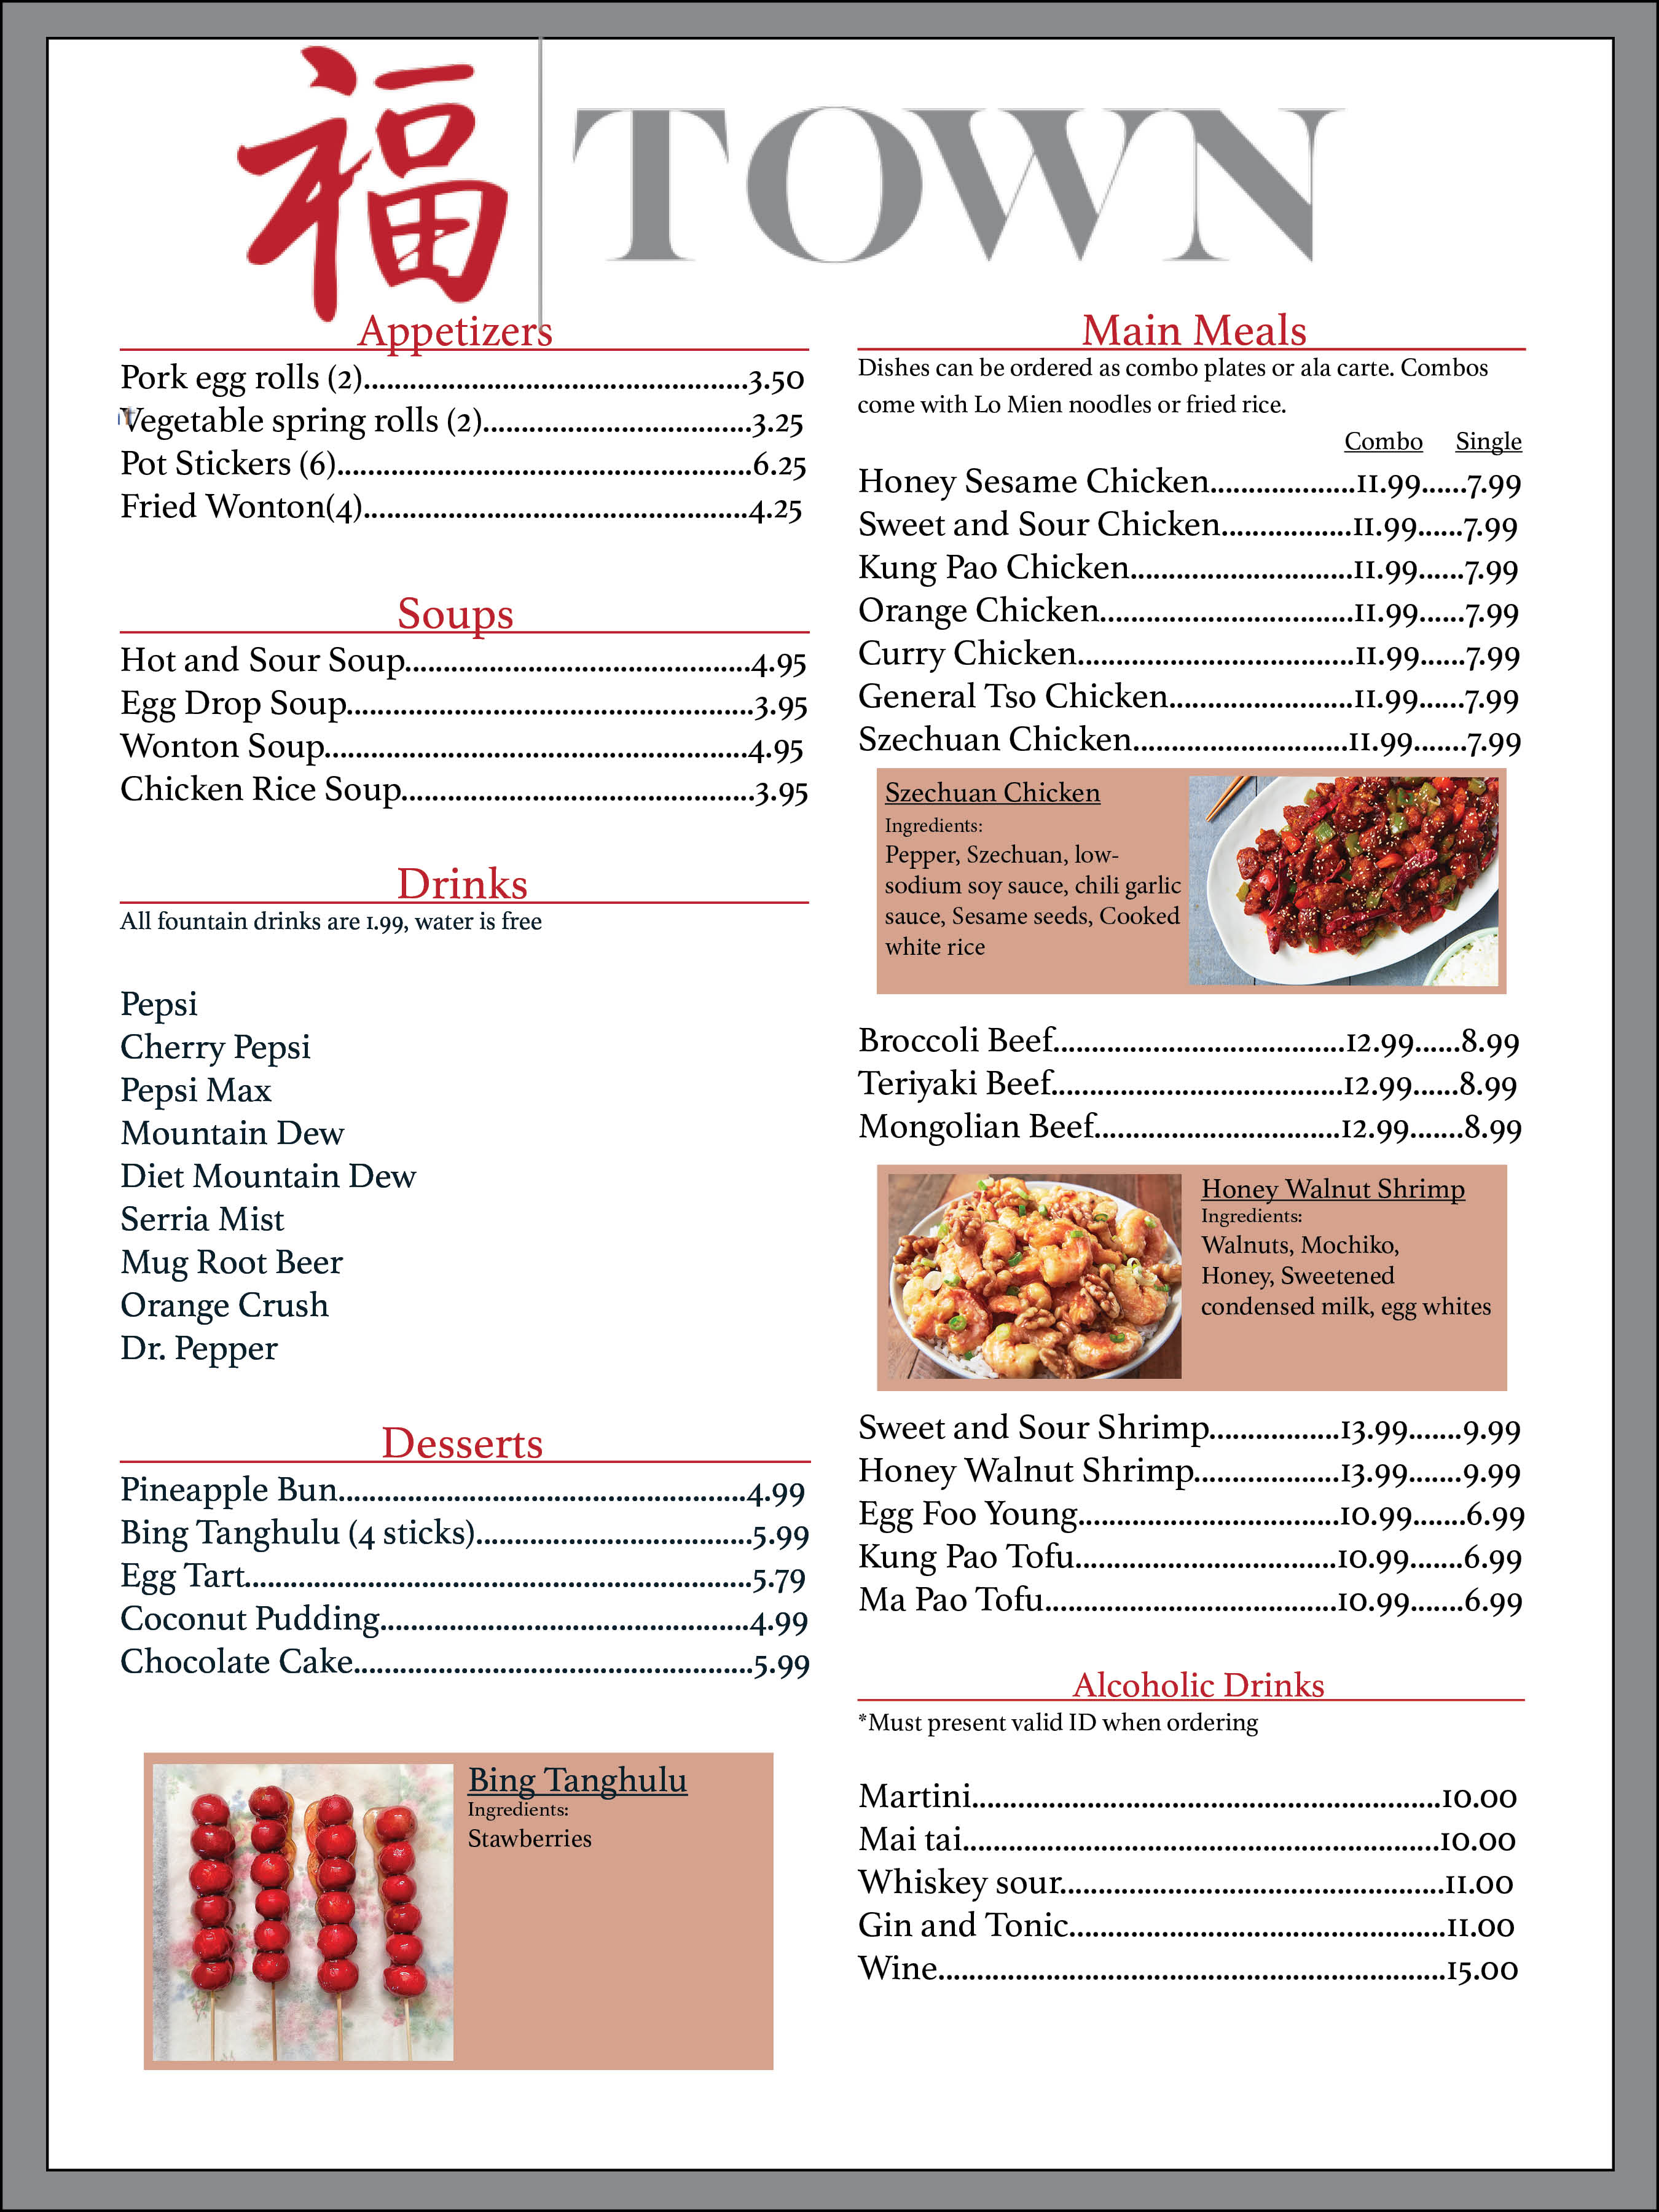 福 TOWN
Appetizers
Pork egg rolls (2)..................................................3.50
Vegetable spring rolls (2)...................................3.25
Pot Stickers (6)......................................................6.25
Fried Wonton(4)..................................................4.25
Soups
Hot and Sour Soup.............................................4.95
Egg Drop Soup.....................................................3.95
Wonton Soup.......................................................4.95
Chicken Rice Soup..............................................3.95
Drinks
All fountain drinks are 1.99, water is free
Pepsi
Cherry Pepsi
Pepsi Max
Mountain Dew
Diet Mountain Dew
Serria Mist
Mug Root Beer
Orange Crush
Dr. Pepper
Desserts
Pineapple Bun.....................................................4.99
Bing Tanghulu (4 sticks)....................................5.99
Egg Tart..................................................................5.79
Coconut Pudding................................................4.99
Chocolate Cake....................................................5.99
Bing Tanghulu
Ingredients:
Stawberries
Main Meals
Dishes can be ordered as combo plates or ala carte. Combos
come with Lo Mien noodles or fried rice.
Combo Single
Honey Sesame Chicken...................11.99......7.99
Sweet and Sour Chicken.................11.99......7.99
Kung Pao Chicken.............................11.99......7.99
Orange Chicken.................................11.99......7.99
Curry Chicken....................................11.99......7.99
General Tso Chicken........................11.99......7.99
Szechuan Chicken............................11.99.......7.99
Szechuan Chicken
Ingredients:
Pepper, Szechuan, low-
sodium soy sauce, chili garlic
sauce, Sesame seeds, Cooked
white rice
Broccoli Beef......................................12.99......8.99
Teriyaki Beef......................................12.99......8.99
Mongolian Beef................................12.99.......8.99
Honey Walnut Shrimp
Ingredients:
Walnuts, Mochiko,
Honey, Sweetened
condensed milk, egg whites
Sweet and Sour Shrimp.................13.99.......9.99
Honey Walnut Shrimp...................13.99.......9.99
Egg Foo Young..................................10.99.......6.99
Kung Pao Tofu..................................10.99.......6.99
Ma Pao Tofu......................................10.99.......6.99
Alcoholic Drinks
*Must present valid ID when ordering
Martini.............................................................10.00
Mai tai..............................................................10.00
Whiskey sour..................................................11.00
Gin and Tonic.................................................11.00
Wine..................................................................15.00